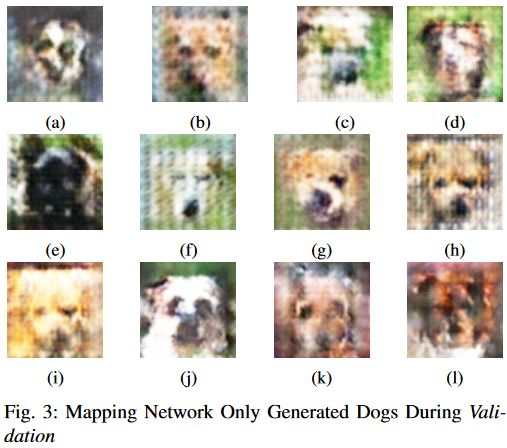 (a) (b) (c) (d)
(e) (f) (g) (h)
(i) (j) (k) (l)
Fig. 3: Mapping Network Only Generated Dogs During Vali-
dation